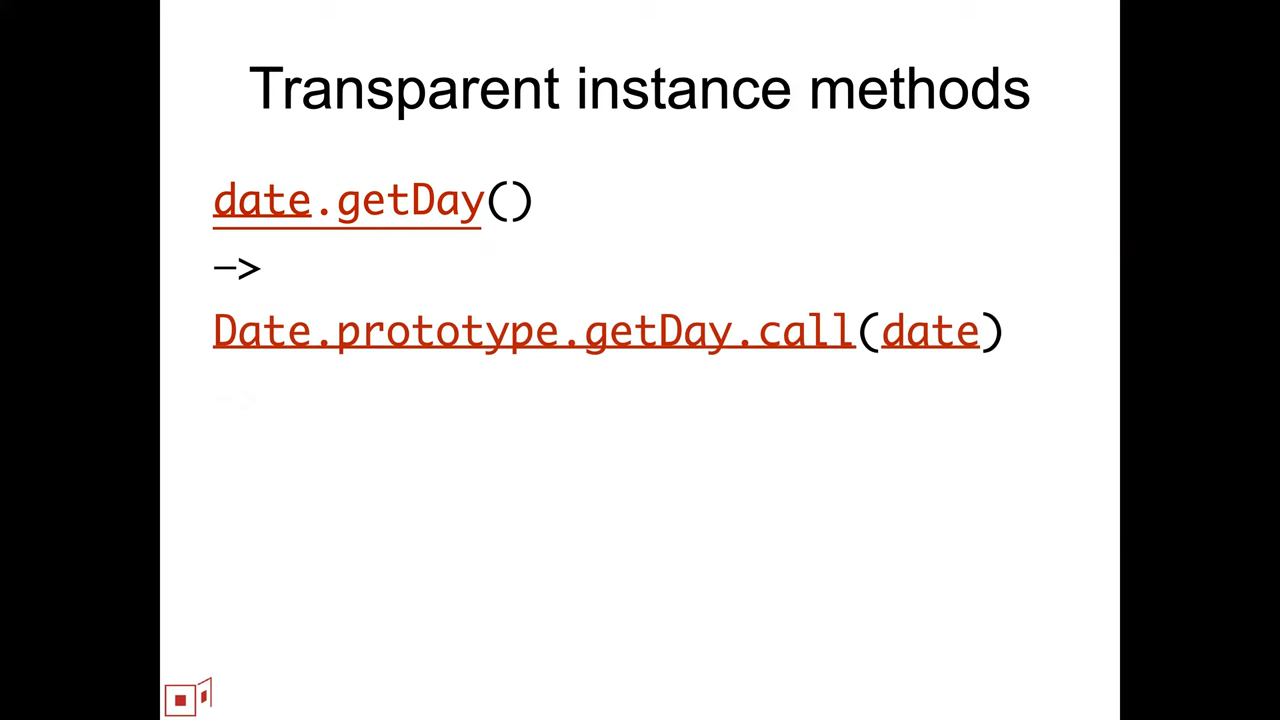 Transparent instance methods
date.getDay()
—>
Date.prototype.getDay.call(date)
—>